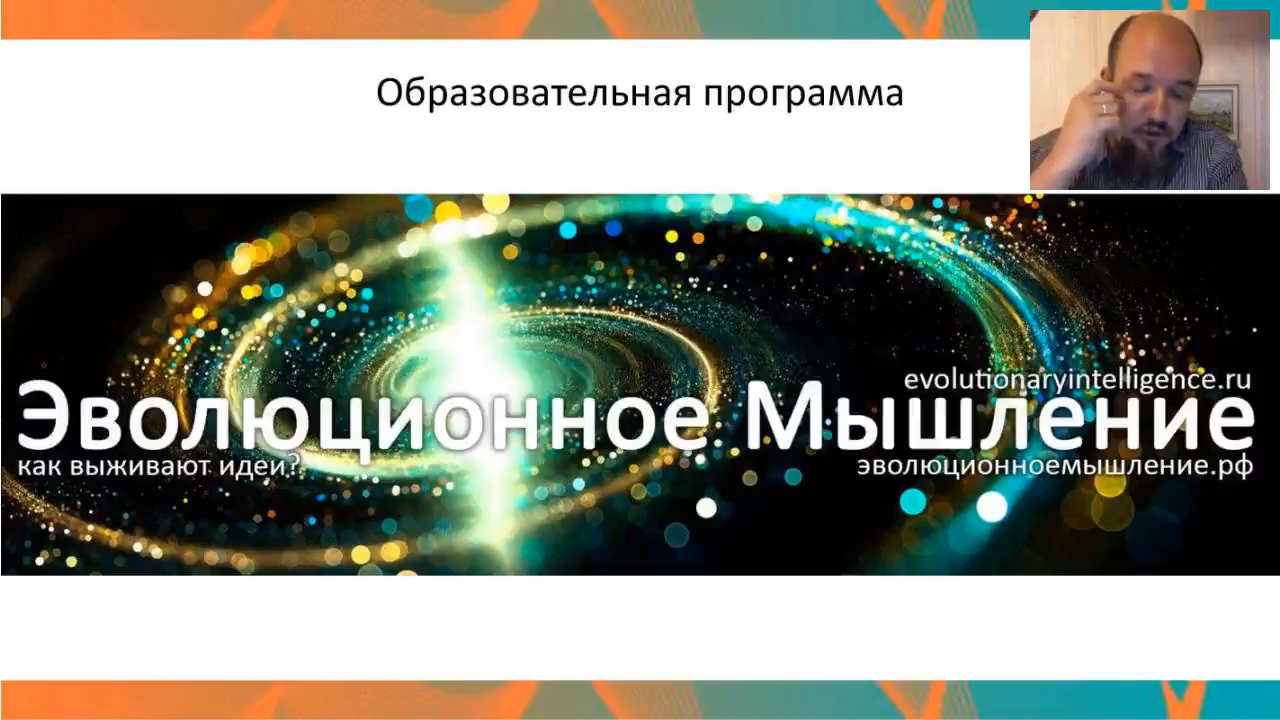 Образовательная программа
evolutionaryintelligence.ru
Эволюционное Мышление
как выживают идеи?
эволюционноемышление.рф